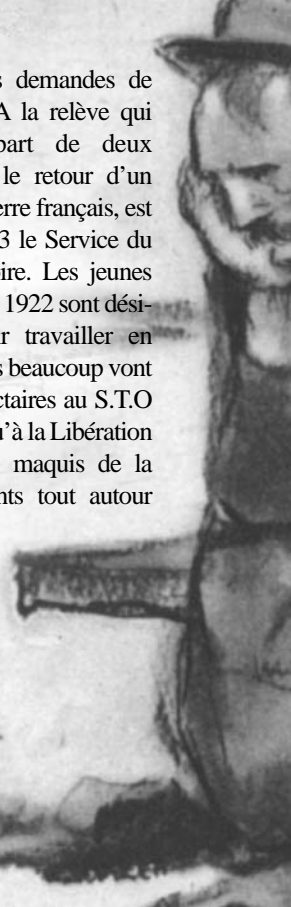 s demandes de
A la relève qui
part de deux
le retour d'un
erre français, est
3 le Service du
oire. Les jeunes
1922 sont dési-
r travailler en
s beaucoup vont
ctaires au S.T.O
u'à la Libération
maquis de la
nts tout autour